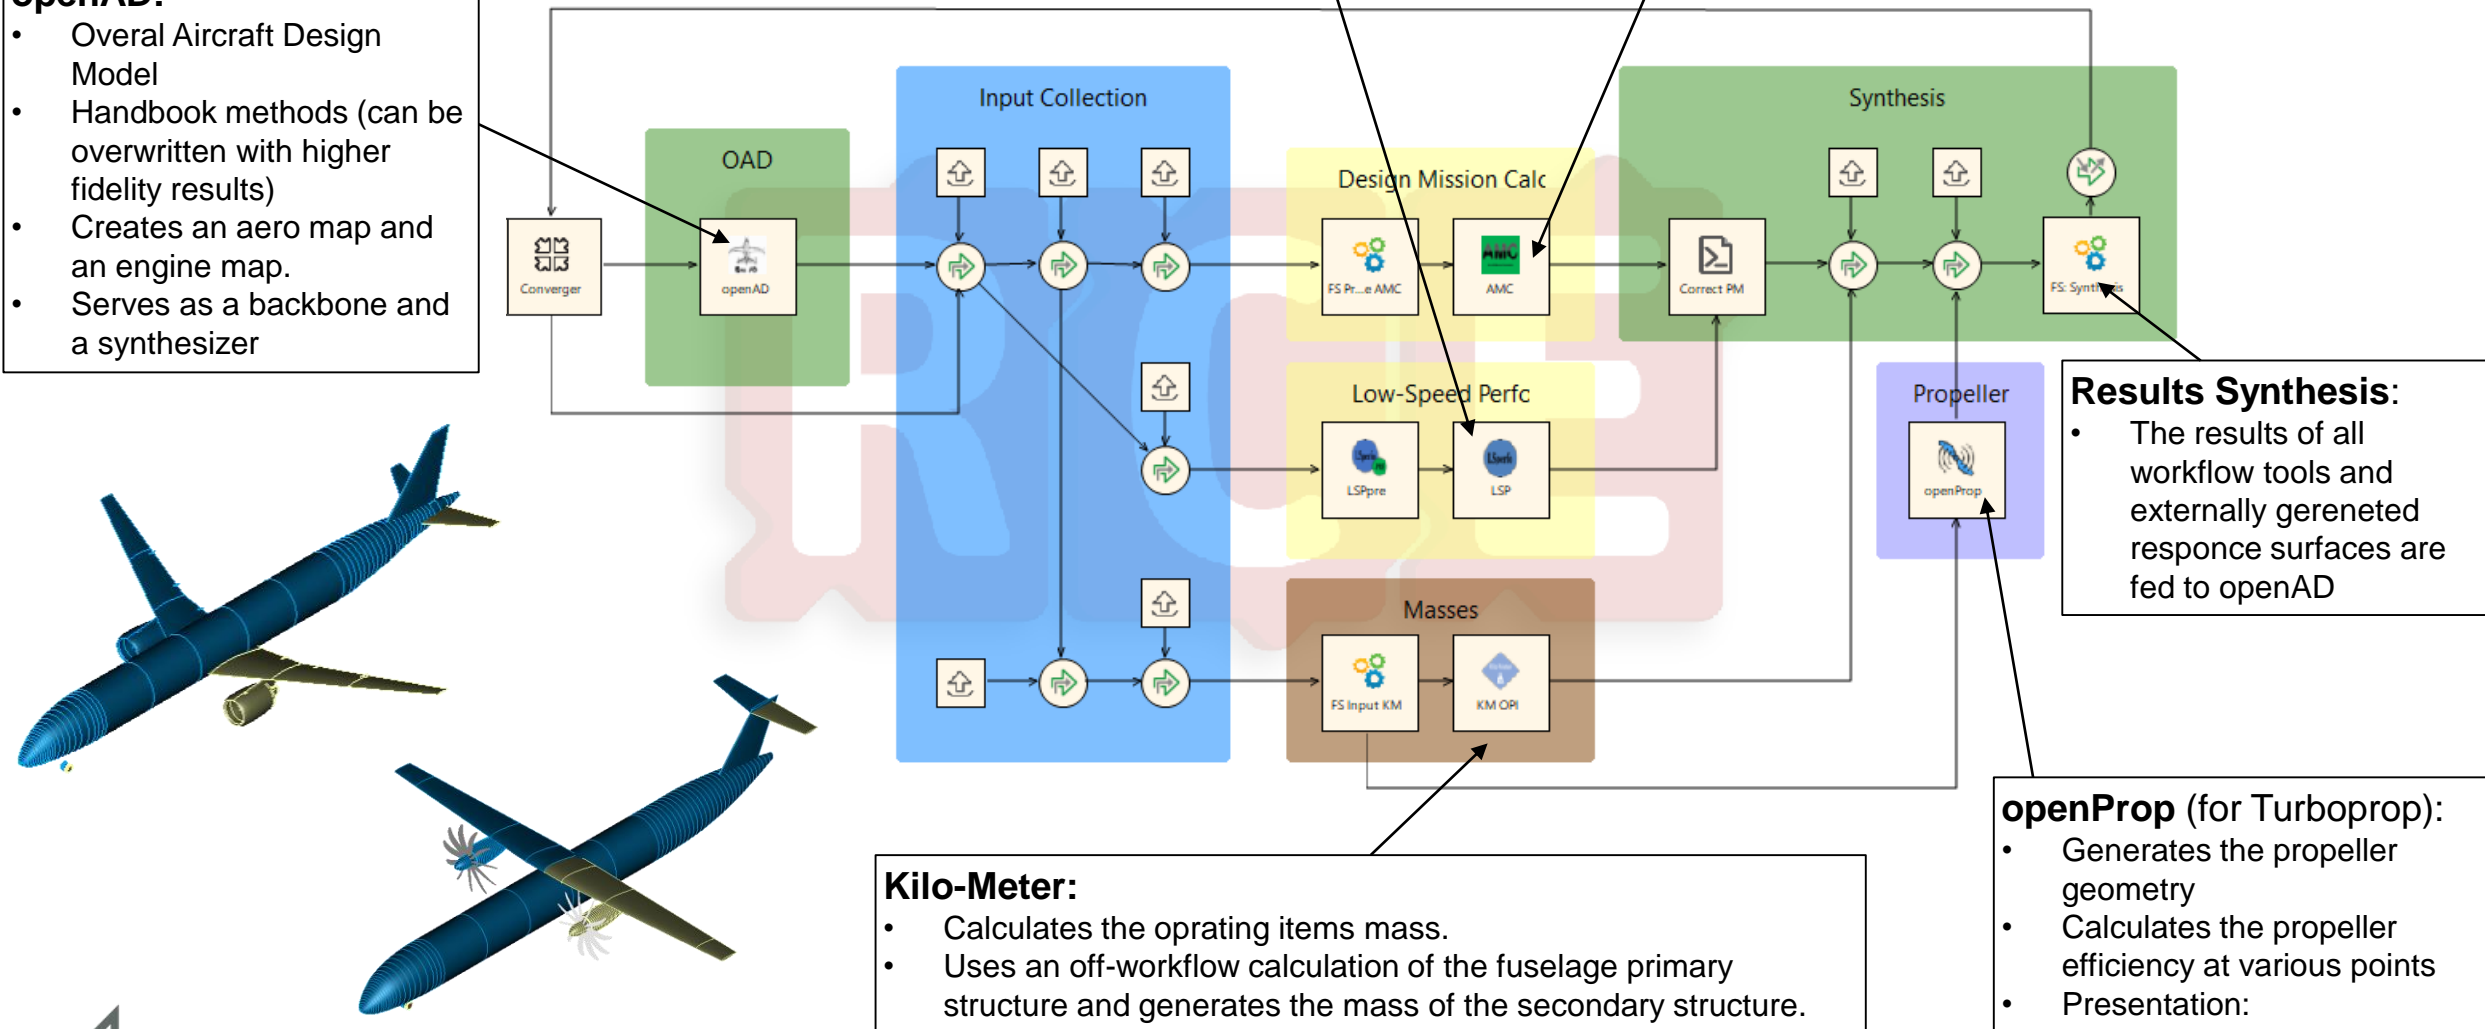 openAD:
• Overal Aircraft Design
Model
• Handbook methods (can be
overwritten with higher
fidelity results)
• Creates an aero map and
an engine map.
• Serves as a backbone and
a synthesizer
Converger
OAD
openAD
Input Collection
Design Mission Calc
FS Pr...e AMC
AMC
AMC
Low-Speed Perfc
LSPpre
LSperfo
LSP
Masses
FS Input KM
KM OPI
Synthesis
Correct PM
FS: Synthesis
Propeller
openProp
RCE
Results Synthesis:
• The results of all
workflow tools and
externally gereneted
responce surfaces are
fed to openAD
Kilo-Meter:
• Calculates the oprating items mass.
• Uses an off-workflow calculation of the fuselage primary
structure and generates the mass of the secondary structure.
openProp (for Turboprop):
• Generates the propeller
geometry
• Calculates the propeller
efficiency at various points
• Presentation: